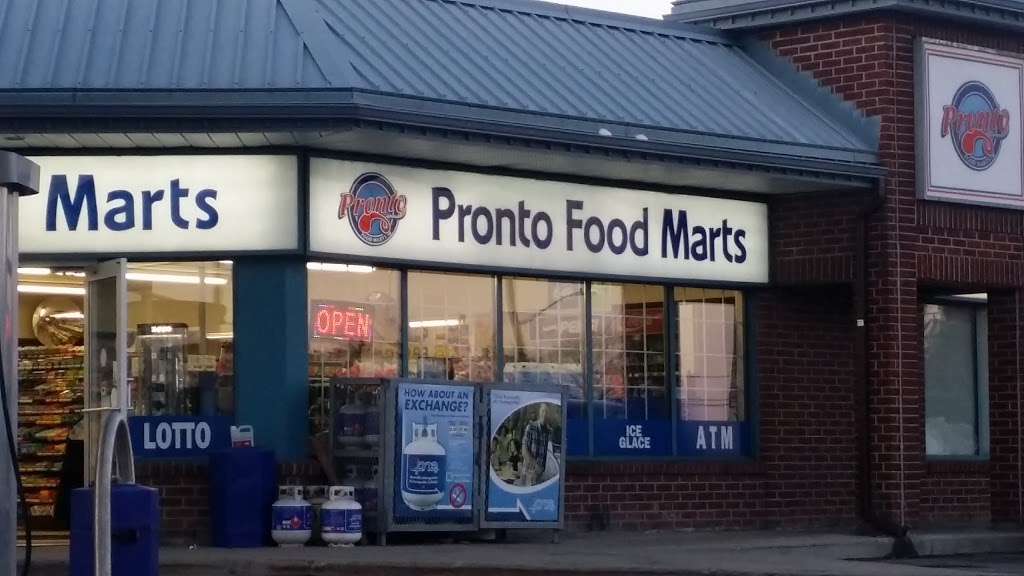 Marts
Pronto
Pronto Food Marts
Pronto
OPEN
HOW ABOUT AN
EXCHANGE?
LOTTO
ICE
GLACE
ATM